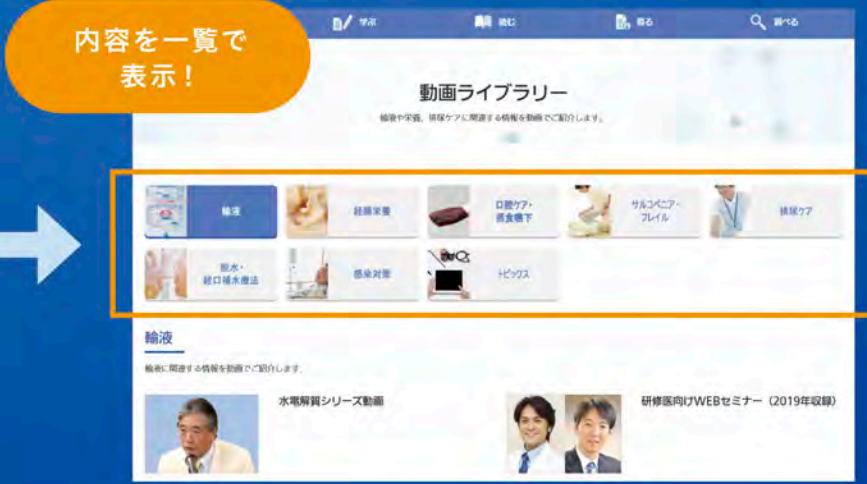 内容を一覧で
表示!
学ぶ
読む
得る
調べる
動画ライブラリー
輸液や栄養、排尿ケアに関連する情報を動画でご紹介します。
輸液
経腸栄養
口腔ケア・
摂食嚥下
サルコペニア・
フレイル
排尿ケア
脱水・
経口補水療法
感染対策
トピックス
輸液
輸液に関連する情報を動画でご紹介します。
水電解質シリーズ動画
研修医向けWEBセミナー(2019年収録)